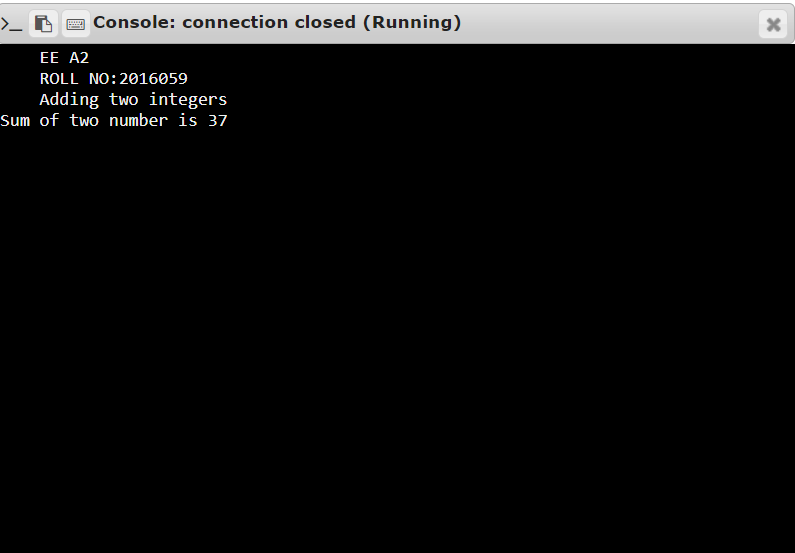 >_ Console: connection closed (Running)
EE A2
ROLL NO:2016059
Adding two integers
Sum of two number is 37